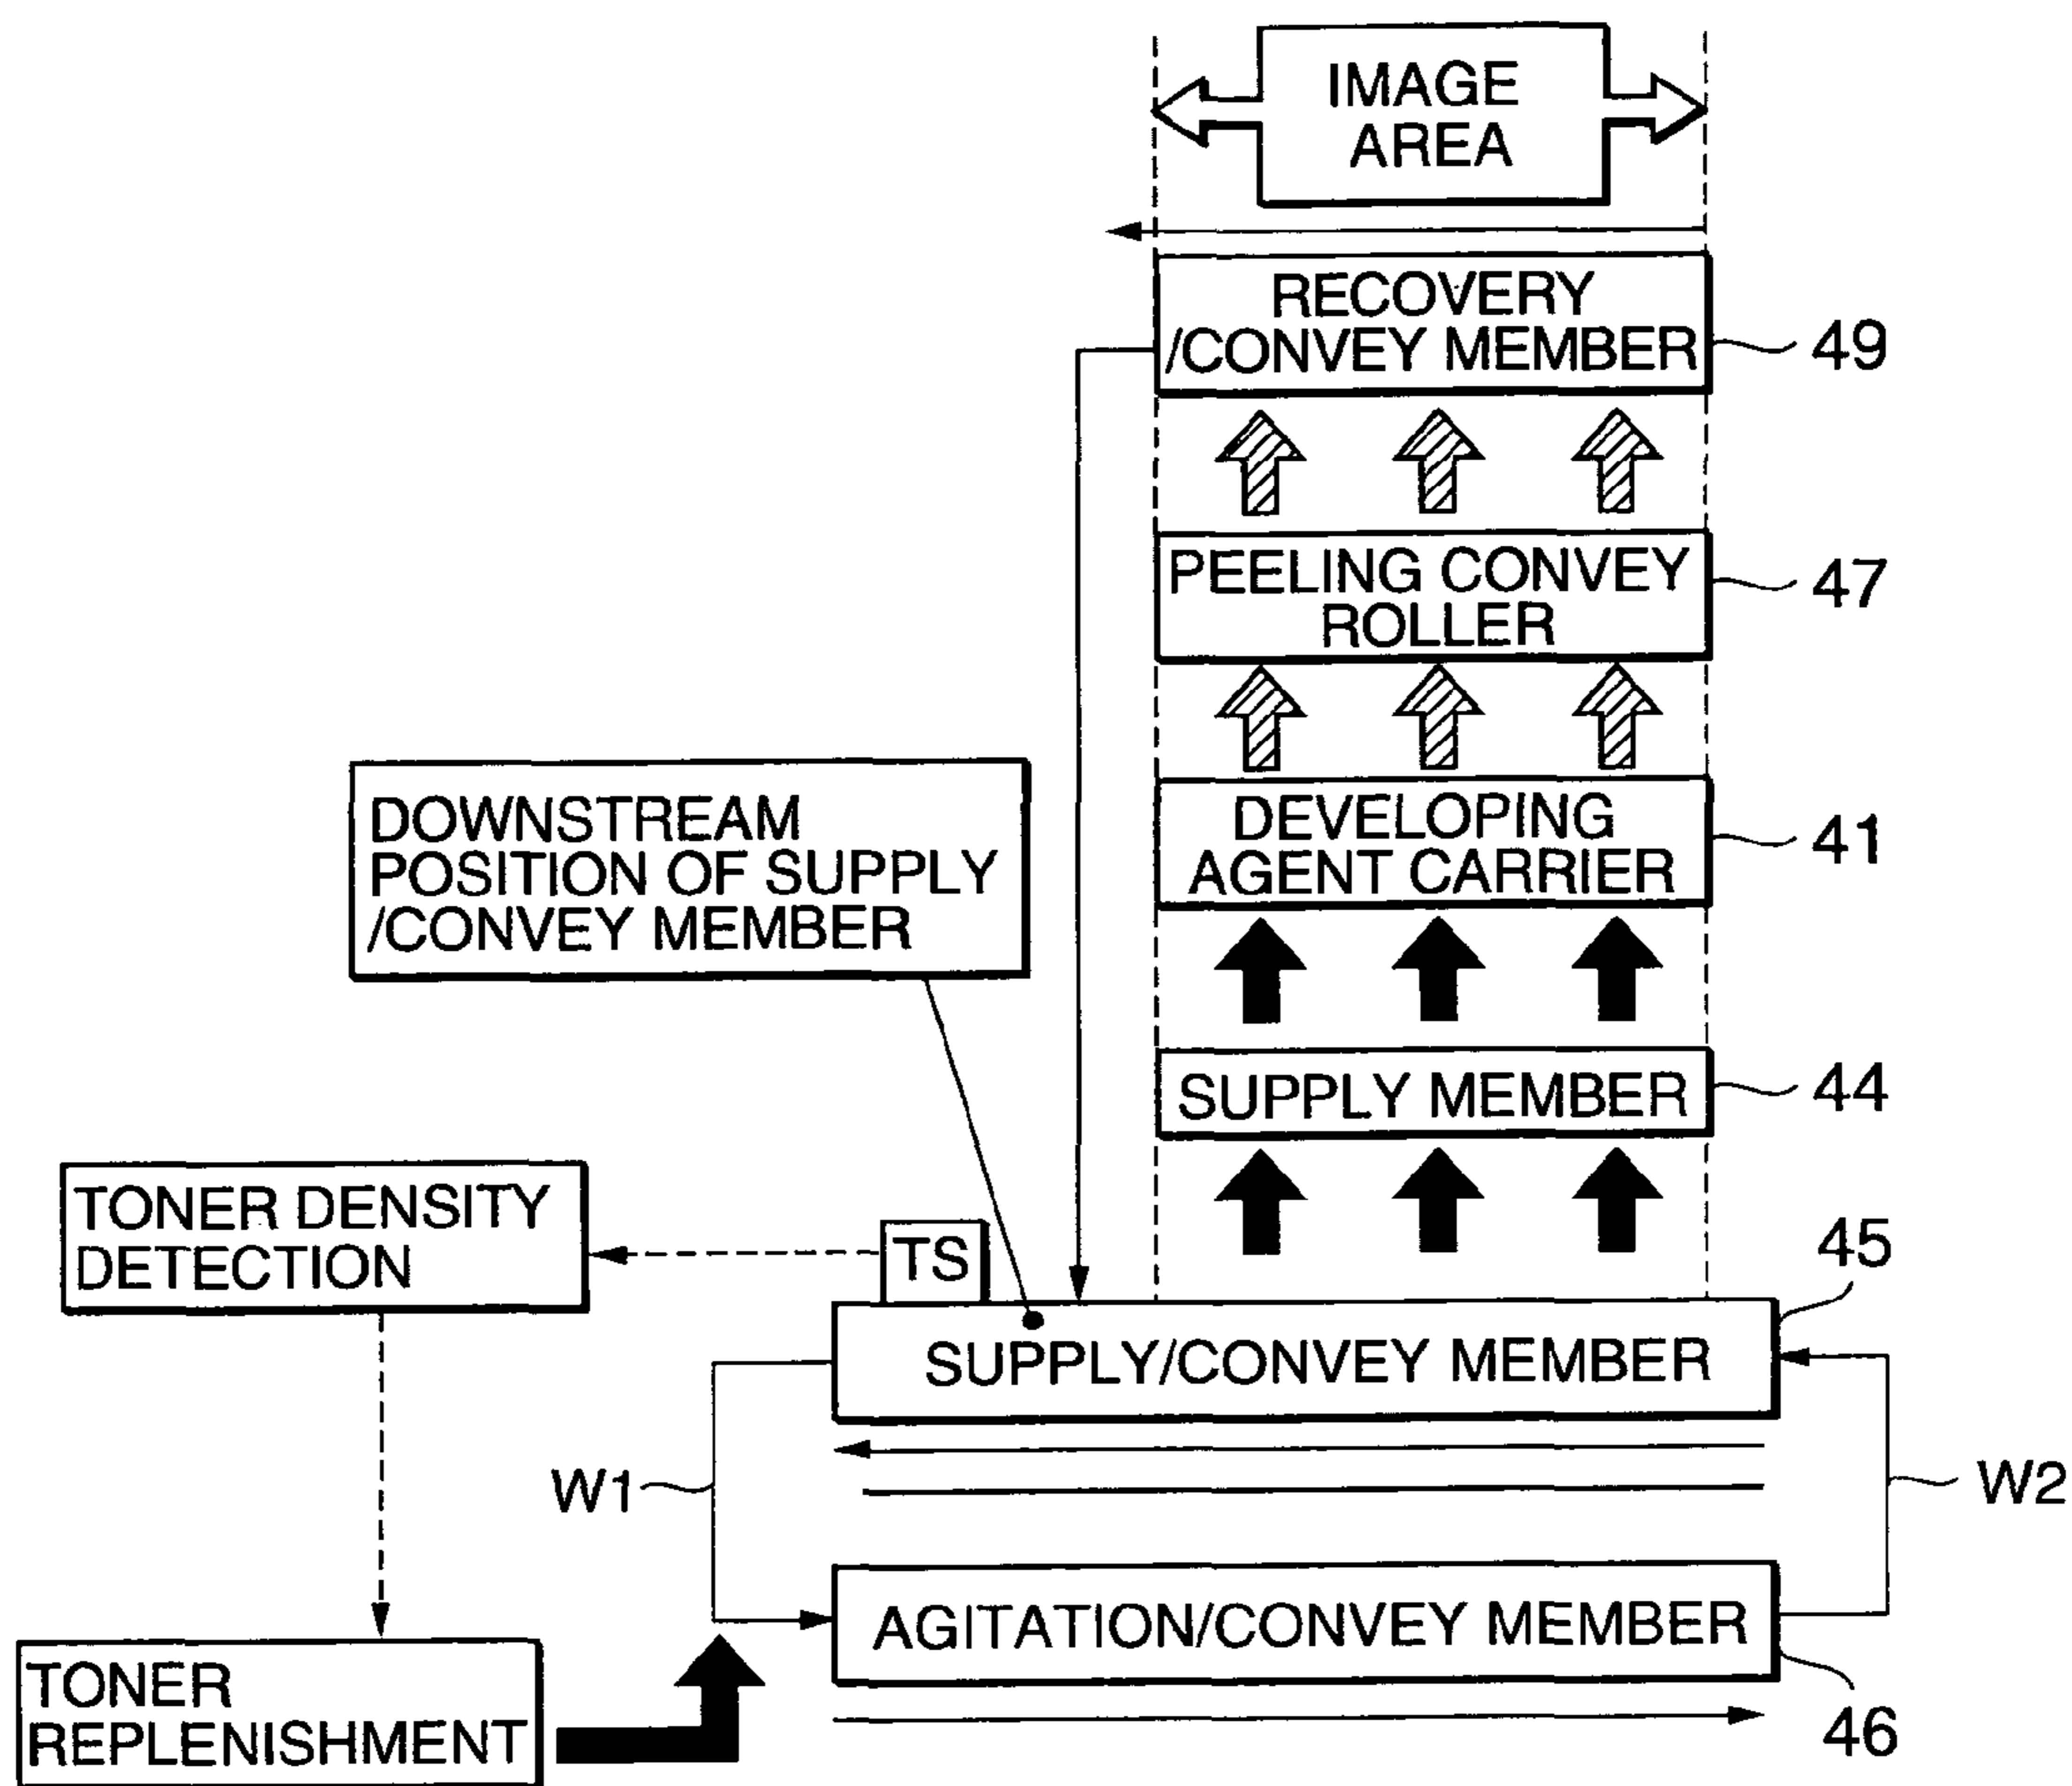 IMAGE
AREA
RECOVERY
/CONVEY MEMBER
49
PEELING CONVEY
ROLLER
47
DOWNSTREAM
POSITION OF SUPPLY
/CONVEY MEMBER
DEVELOPING
AGENT CARRIER
41
SUPPLY MEMBER
44
TONER DENSITY
DETECTION
TS
45
SUPPLY/CONVEY MEMBER
W1
W2
AGITATION/CONVEY MEMBER
46
TONER
REPLENISHMENT